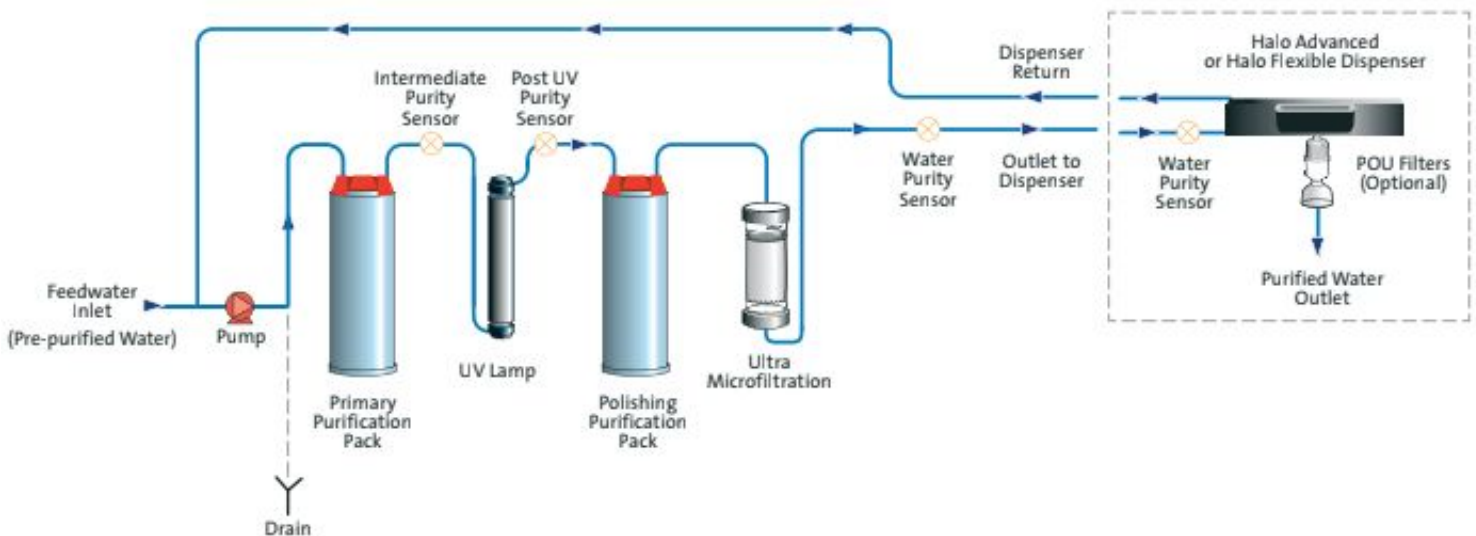 Halo Advanced
or Halo Flexible Dispenser
Dispenser
Return
Intermediate
Purity
Sensor
Post UV
Purity
Sensor
Water
Purity
Sensor
Outlet to
Dispenser
Water
Purity
Sensor
POU Filters
(Optional)
Feedwater
Inlet
(Pre-purified Water)
Pump
Purified Water
Outlet
UV Lamp
Ultra
Microfiltration
Primary
Purification
Pack
Polishing
Purification
Pack
Drain